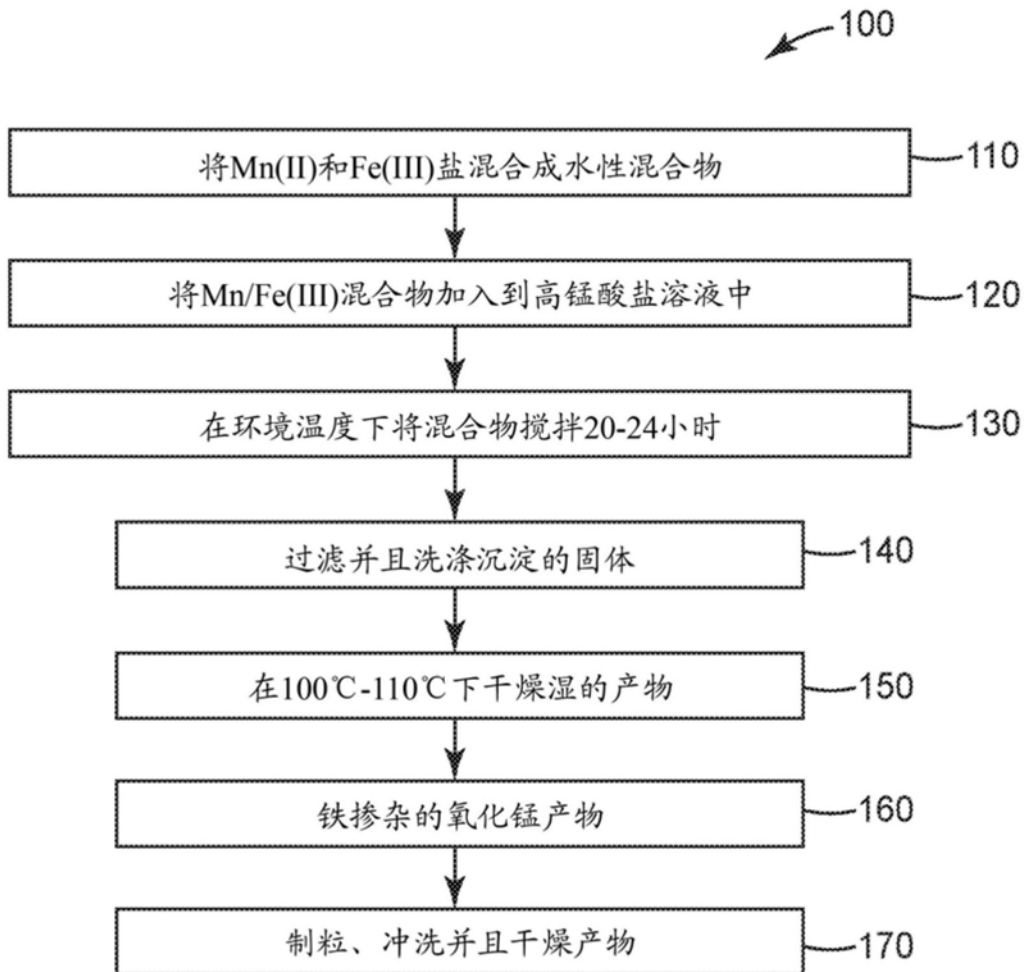 100
将Mn(II)和Fe(III)盐混合成水性混合物
110
将Mn/Fe(III)混合物加入到高锰酸盐溶液中
120
在环境温度下将混合物搅拌20-24小时
130
过滤并且洗涤沉淀的固体
140
在100℃-110℃下干燥湿的产物
150
铁掺杂的氧化锰产物
160
制粒、冲洗并且干燥产物
170